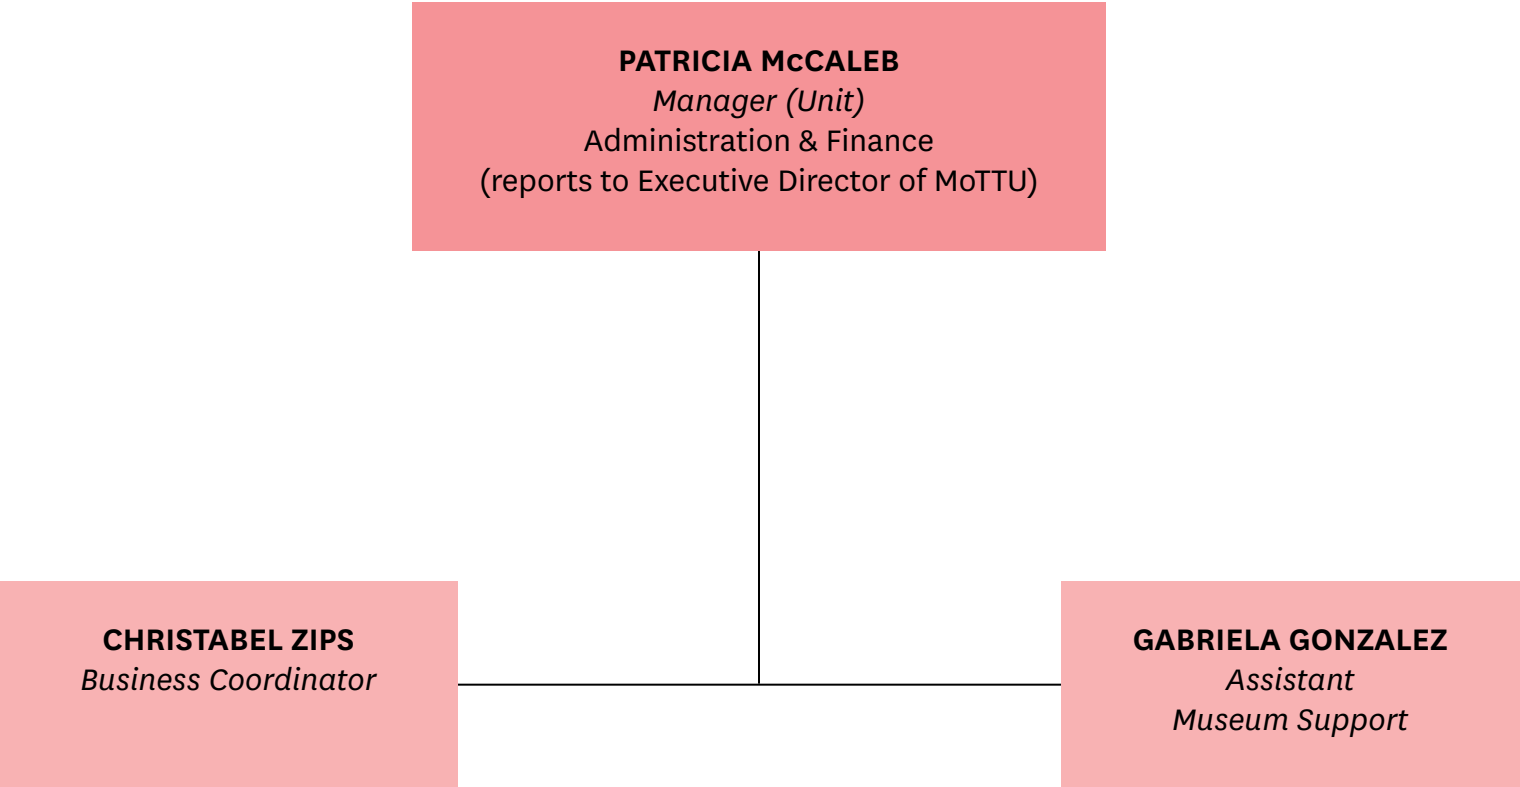 PATRICIA McCALEB
Manager (Unit)
Administration & Finance
(reports to Executive Director of MoTTU)
CHRISTABEL ZIPS
Business Coordinator
GABRIELA GONZALEZ
Assistant
Museum Support